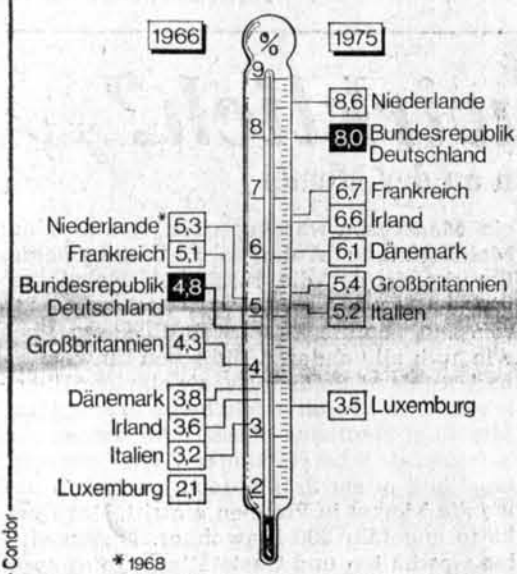 1966
%
1975
9
8
7
6
5
4
3
2
Niederlande* 5,3
Frankreich 5,1
Bundesrepublik 4,8
Deutschland
Großbritannien 4,3
Dänemark 3,8
Irland 3,6
Italien 3,2
Luxemburg 2,1
* 1968
8,6 Niederlande
8,0 Bundesrepublik
Deutschland
6,7 Frankreich
6,6 Irland
6,1 Dänemark
5,4 Großbritannien
5,2 Italien
3,5 Luxemburg
Condor